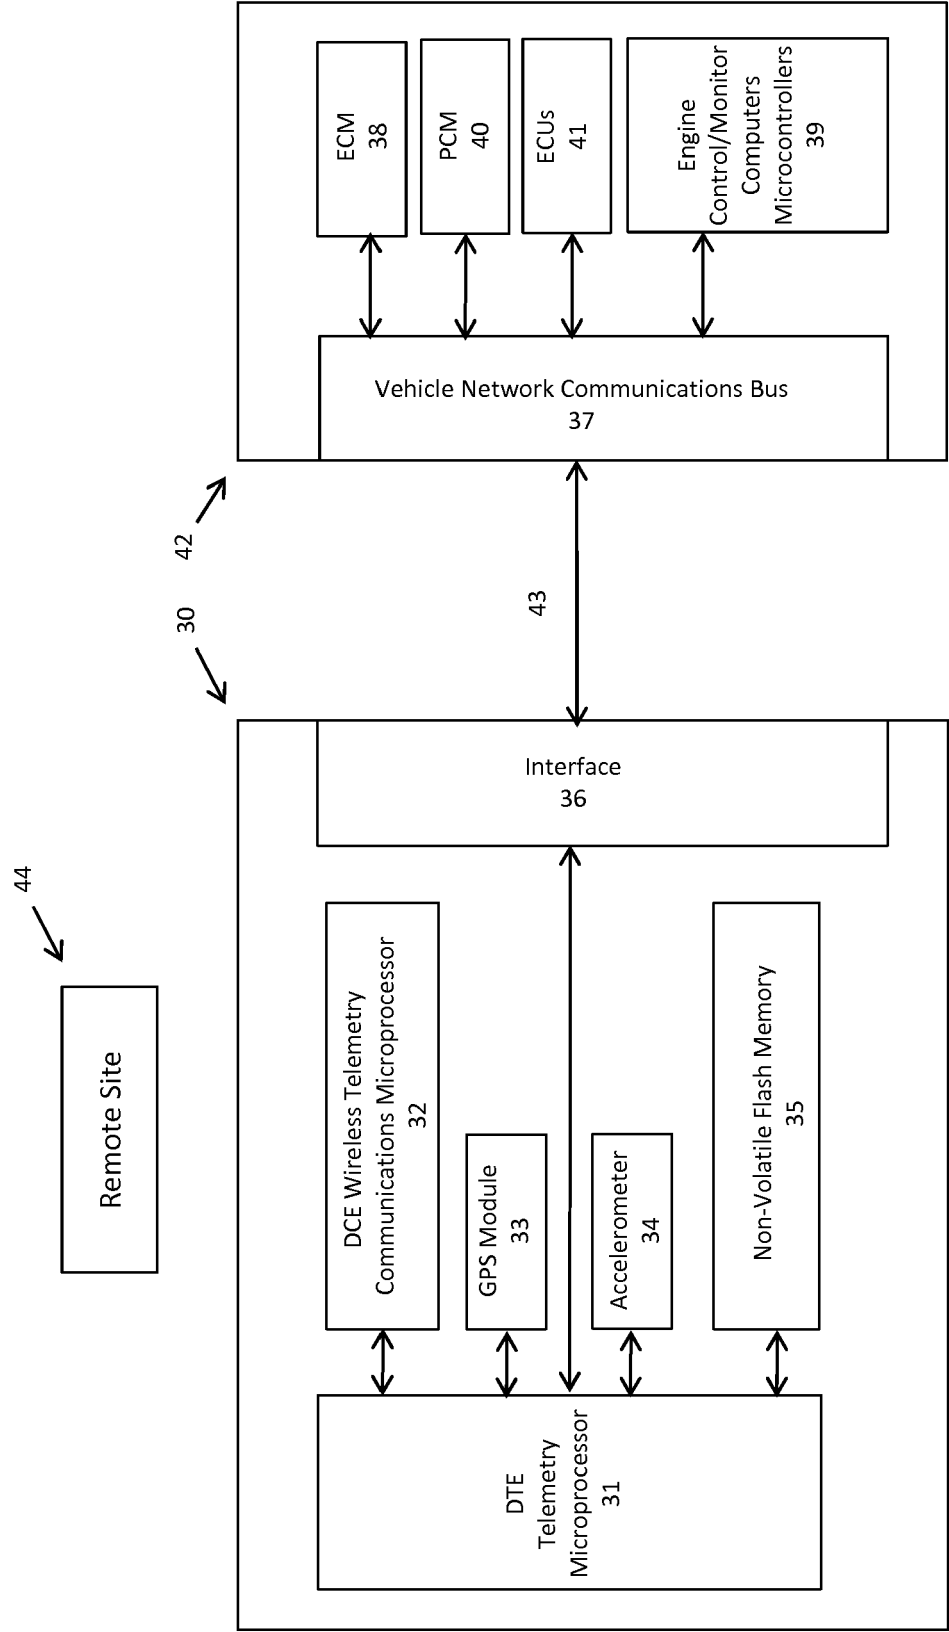 44
Remote Site
30
42
DTE
Telemetry
Microprocessor
31
DCE Wireless Telemetry
Communications Microprocessor
32
GPS Module
33
Accelerometer
34
Non-Volatile Flash Memory
35
Interface
36
43
Vehicle Network Communications Bus
37
ECM
38
PCM
40
ECUs
41
Engine
Control/Monitor
Computers
Microcontrollers
39